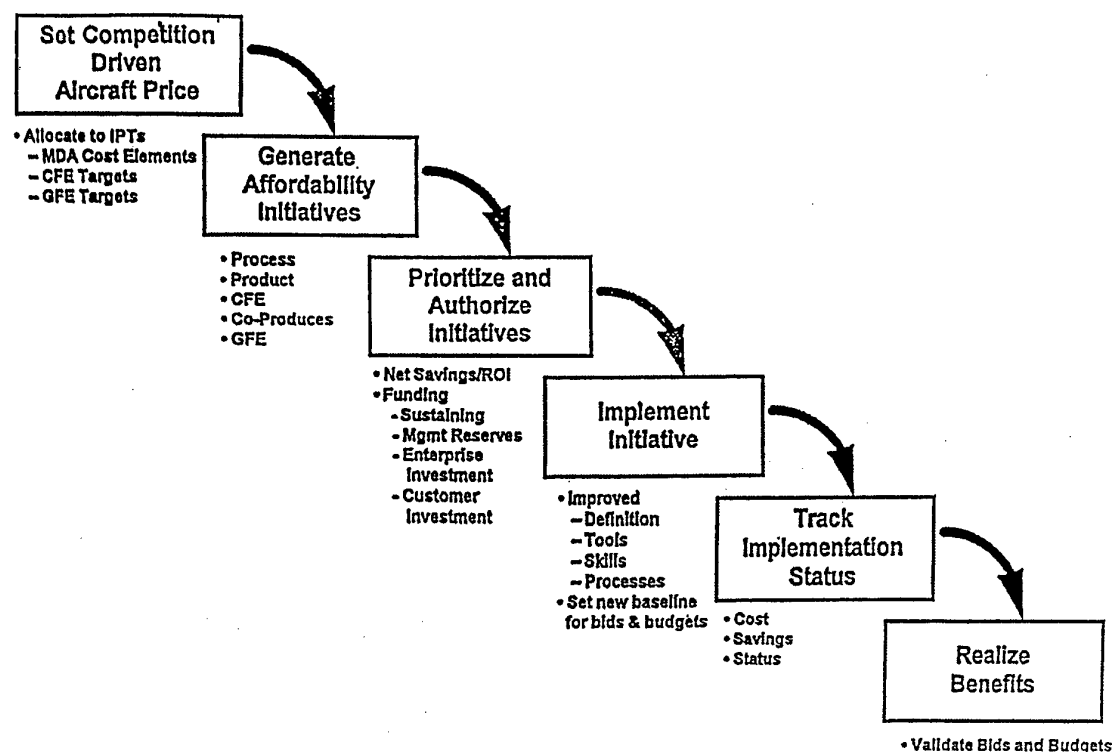 Set Competition
Driven
Aircraft Price
• Allocate to IPTs
– MDA Cost Elements
– CFE Targets
– GFE Targets
Generate
Affordability
Initiatives
• Process
• Product
• CFE
• Co-Produces
• GFE
Prioritize and
Authorize
Initiatives
• Net Savings/ROI
• Funding
– Sustaining
– Mgmt Reserves
– Enterprise
Investment
– Customer
Investment
Implement
Initiative
• Improved
– Definition
– Tools
– Skills
– Processes
• Set new baseline
for bids & budgets
Track
Implementation
Status
• Cost
• Savings
• Status
Realize
Benefits
• Validate Bids and Budgets